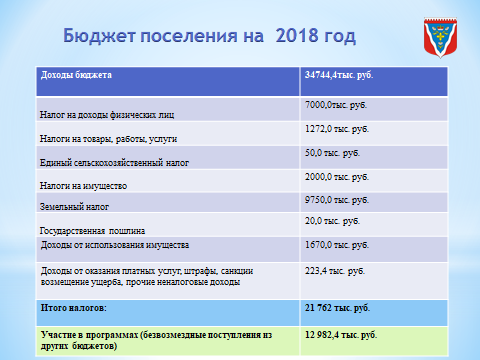 Бюджет поселения на 2018 год
Доходы бюджета 34744,4тыс. руб.
Налог на доходы физических лиц 7000,0тыс. руб.
Налоги на товары, работы, услуги 1272,0 тыс. руб.
Единый сельскохозяйственный налог 50,0 тыс. руб.
Налоги на имущество 2000,0 тыс. руб.
Земельный налог 9750,0 тыс. руб.
Государственная пошлина 20,0 тыс. руб.
Доходы от использования имущества 1670,0 тыс. руб.
Доходы от оказания платных услуг, штрафы, санкции 223,4 тыс. руб.
возмещение ущерба, прочие неналоговые доходы
Итого налогов: 21 762 тыс. руб.
Участие в программах (безвозмездные поступления из 12 982,4 тыс. руб.
других бюджетов)